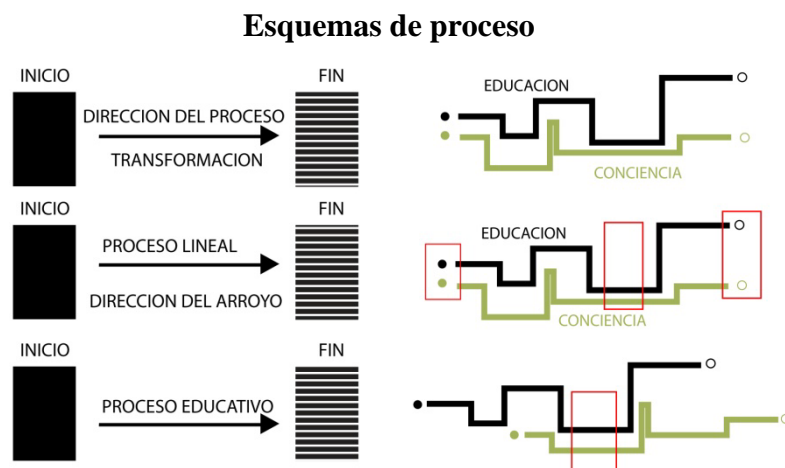 Esquemas de proceso
INICIO
FIN
DIRECCION DEL PROCESO
TRANSFORMACION
EDUCACION
CONCIENCIA
INICIO
FIN
PROCESO LINEAL
DIRECCION DEL ARROYO
EDUCACION
CONCIENCIA
INICIO
FIN
PROCESO EDUCATIVO